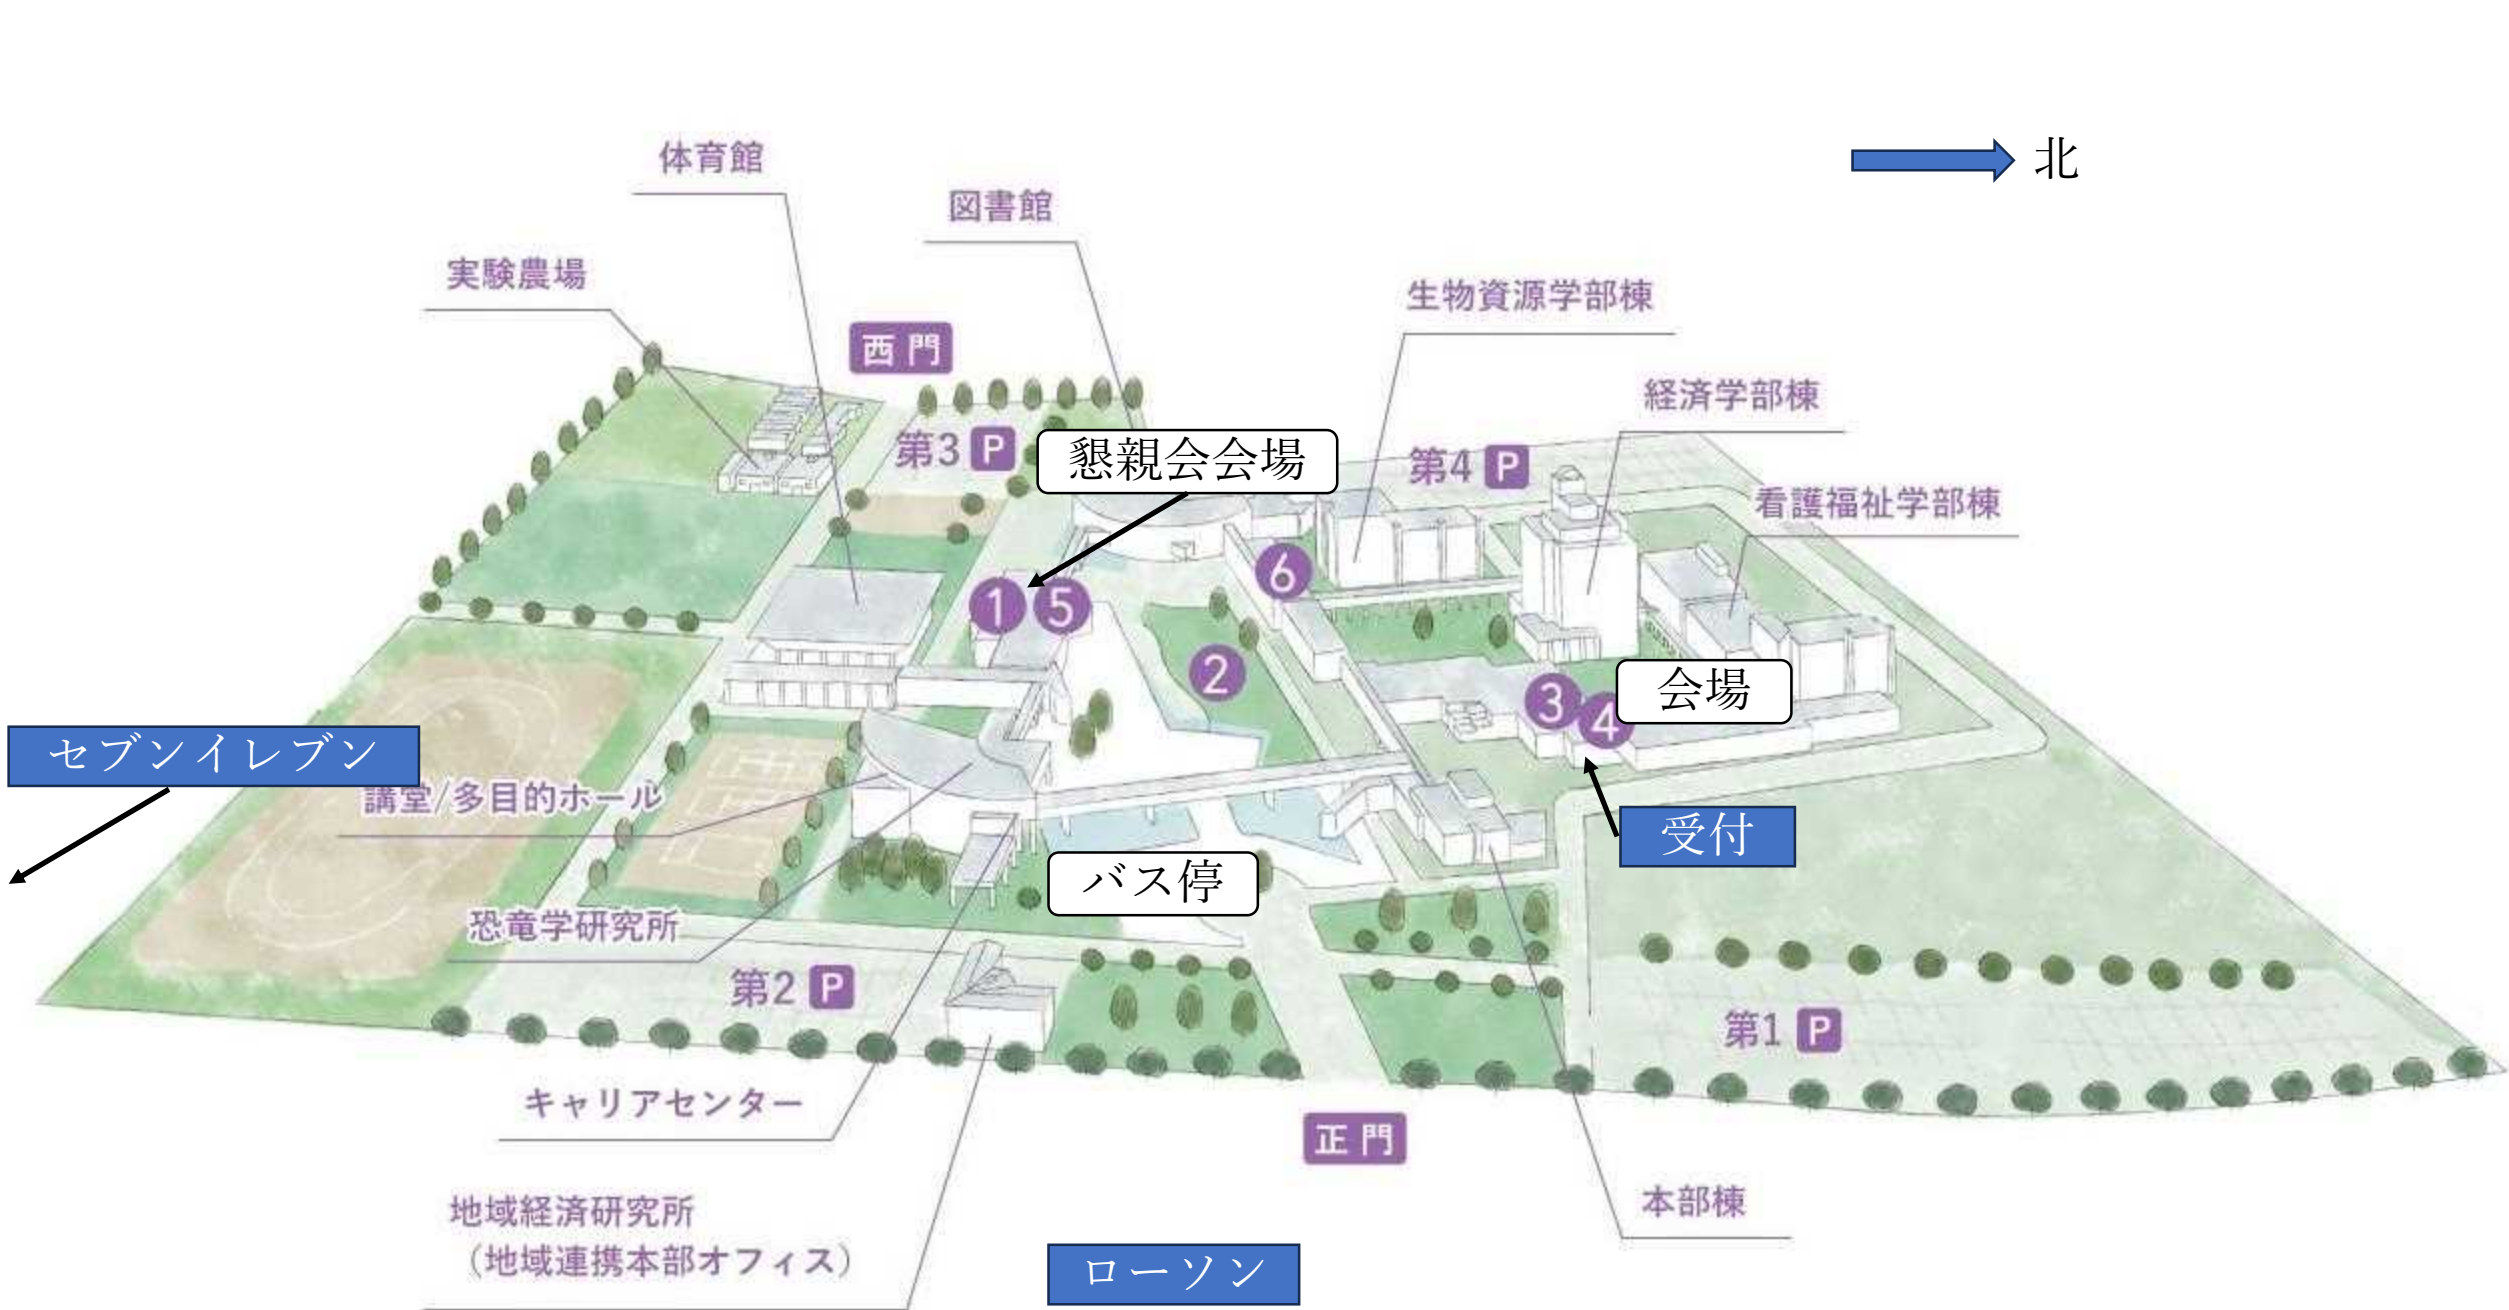 北
体育館
図書館
実験農場
生物資源学部棟
西門
経済学部棟
第3 P
懇親会会場
第4 P
看護福祉学部棟
6
1
5
2
3
4
会場
セブンイレブン
講堂/多目的ホール
受付
バス停
恐竜学研究所
第2 P
第1 P
キャリアセンター
正門
本部棟
地域経済研究所
（地域連携本部オフィス）
ローソン